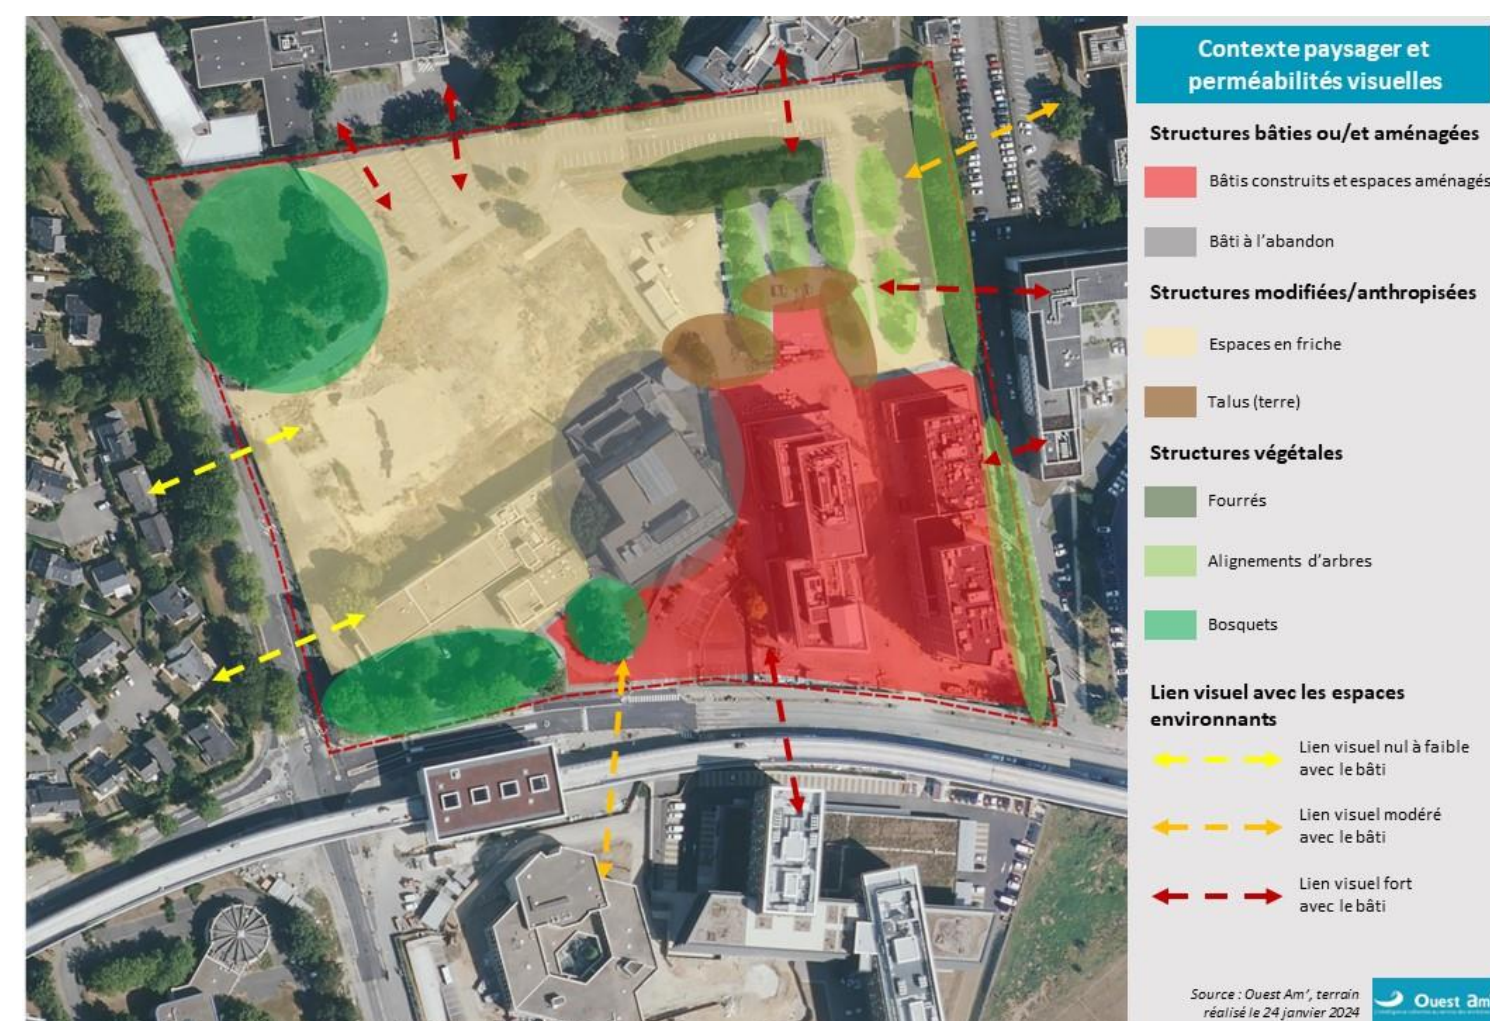 Contexte paysager et
perméabilités visuelles
Structures bâties ou/et aménagées
Bâtis construits et espaces aménagés
Bâti à l'abandon
Structures modifiées/anthropisées
Espaces en friche
Talus (terre)
Structures végétales
Fourrés
Alignements d'arbres
Bosquets
Lien visuel avec les espaces
environnants
Lien visuel nul à faible
avec le bâti
Lien visuel modéré
avec le bâti
Lien visuel fort
avec le bâti
Source : Ouest Am', terrain
réalisé le 24 janvier 2024
Ouest am